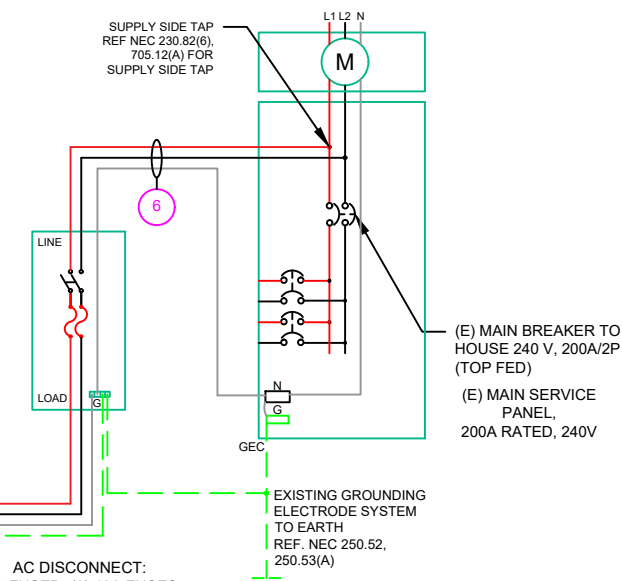 SUPPLY SIDE TAP
REF NEC 230.82(6),
705.12(A) FOR
SUPPLY SIDE TAP
L1 L2 N
M
6
LINE
LOAD
G
N
G
GEC
(E) MAIN BREAKER TO
HOUSE 240 V, 200A/2P
(TOP FED)
(E) MAIN SERVICE
PANEL,
200A RATED, 240V
EXISTING GROUNDING
ELECTRODE SYSTEM
TO EARTH
REF. NEC 250.52,
250.53(A)
AC DISCONNECT: